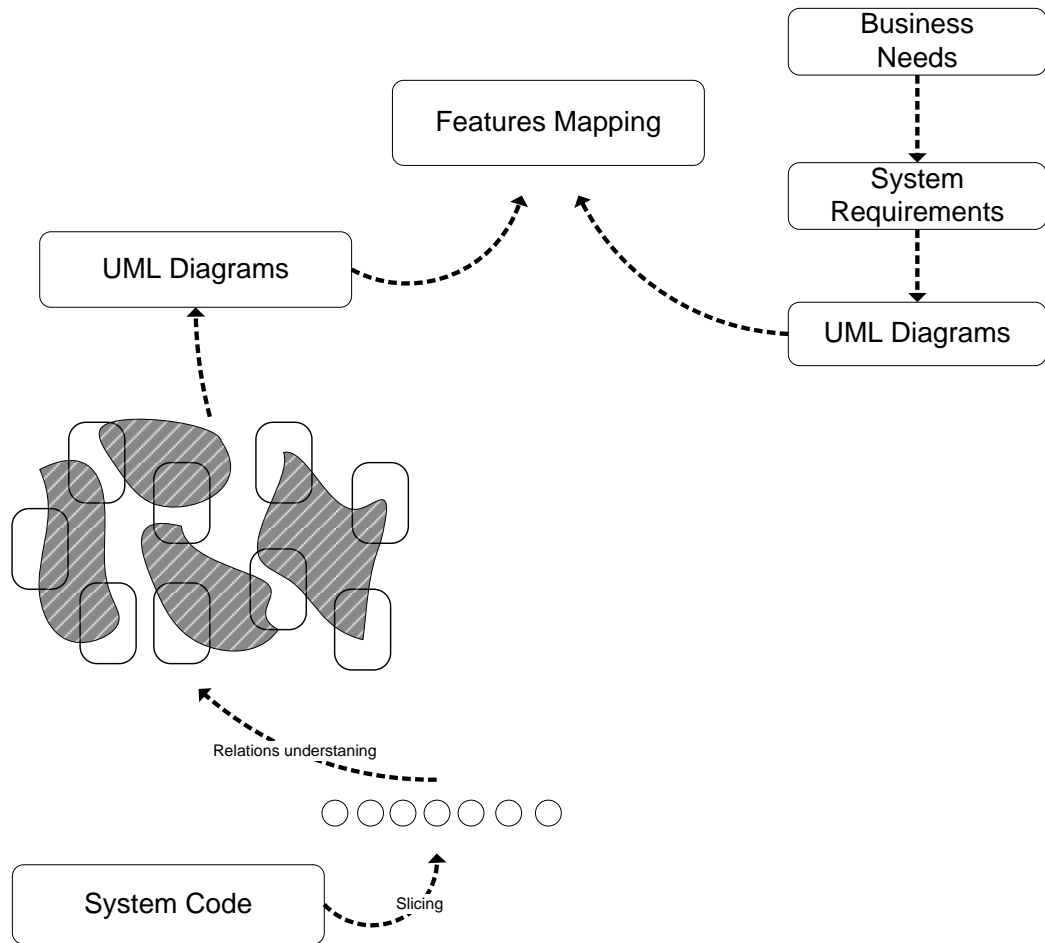 Business
Needs
Features Mapping
System
Requirements
UML Diagrams
UML Diagrams
Relations understaning
System Code
Slicing